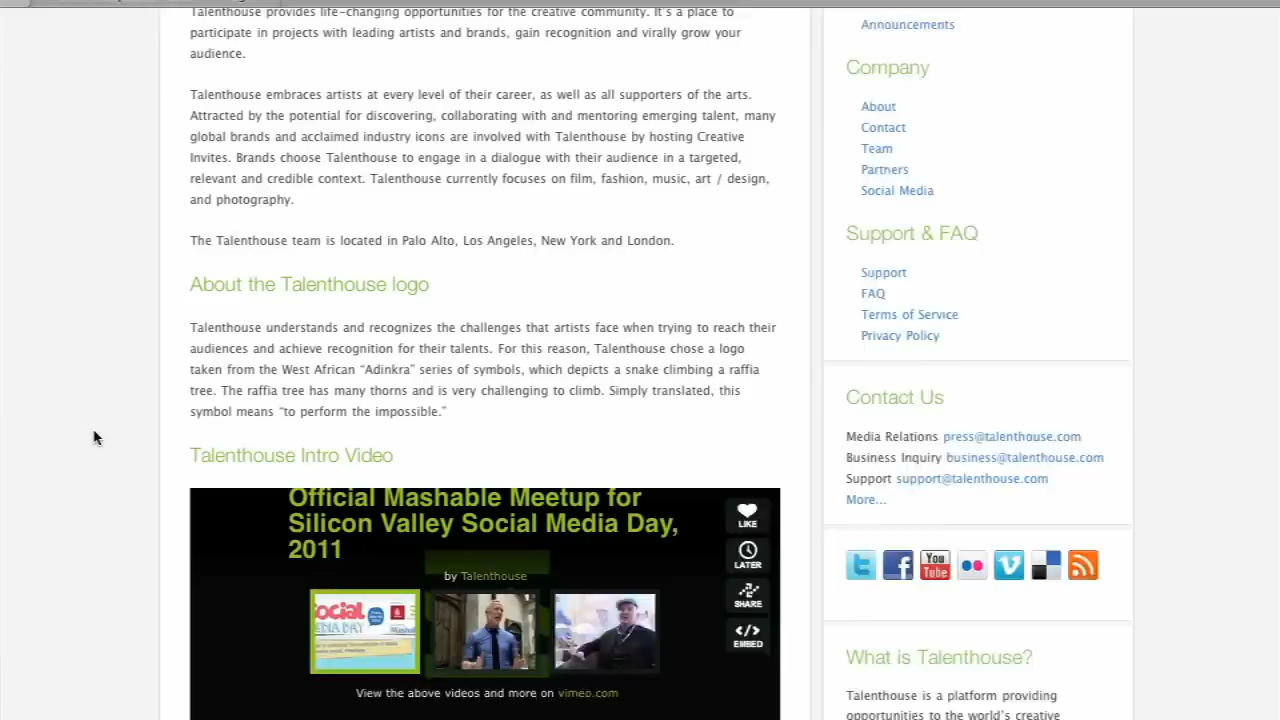 Talenthouse provides life-changing opportunities for the creative community. It's a place to
participate in projects with leading artists and brands, gain recognition and virally grow your
audience.
Talenthouse embraces artists at every level of their career, as well as all supporters of the arts.
Attracted by the potential for discovering, collaborating with and mentoring emerging talent, many
global brands and acclaimed industry icons are involved with Talenthouse by hosting Creative
Invites. Brands choose Talenthouse to engage in a dialogue with their audience in a targeted,
relevant and credible context. Talenthouse currently focuses on film, fashion, music, art / design,
and photography.
The Talenthouse team is located in Palo Alto, Los Angeles, New York and London.
About the Talenthouse logo
Talenthouse understands and recognizes the challenges that artists face when trying to reach their
audiences and achieve recognition for their talents. For this reason, Talenthouse chose a logo
taken from the West African “Adinkra” series of symbols, which depicts a snake climbing a raffia
tree. The raffia tree has many thorns and is very challenging to climb. Simply translated, this
symbol means “to perform the impossible.”
Talenthouse Intro Video
Official Mashable Meetup for
Silicon Valley Social Media Day,
2011
by Talenthouse
LIKE
LATER
SHARE
EMBED
View the above videos and more on vimeo.com
Announcements
Company
About
Contact
Team
Partners
Social Media
Support & FAQ
Support
FAQ
Terms of Service
Privacy Policy
Contact Us
Media Relations press@talenthouse.com
Business Inquiry business@talenthouse.com
Support support@talenthouse.com
More...
You
Tube
What is Talenthouse?
Talenthouse is a platform providing
opportunities to the world's creative